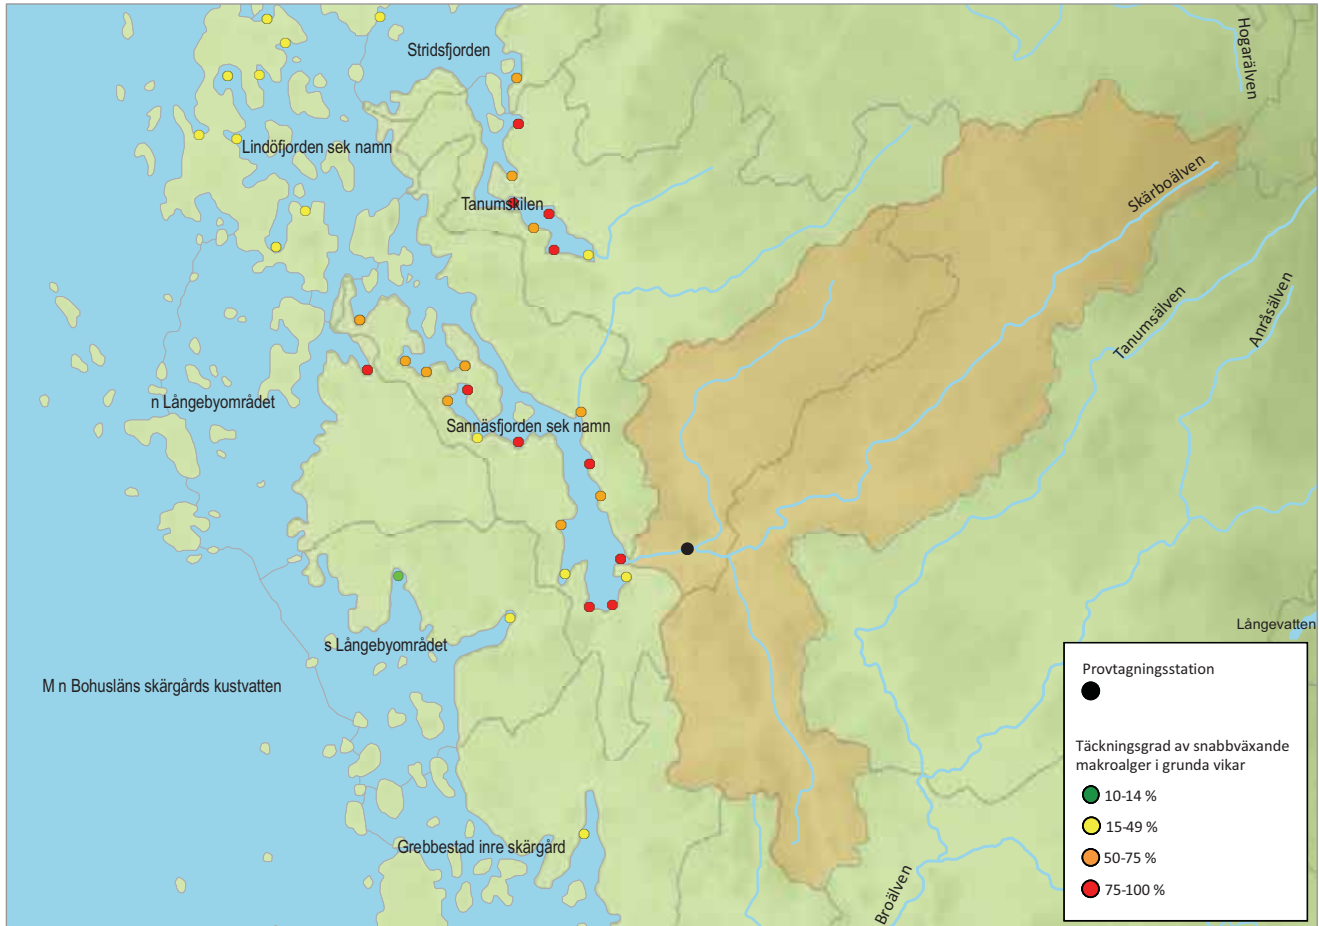 Stridsfjorden
Hogarälven
Lindöfjorden sek namn
Skärboälven
Tanumskilen
Tanumsälven
Anråsälven
n Långebyområdet
Sannäsfjorden sek namn
Långevatten
s Långebyområdet
M n Bohusläns skärgårds kustvatten
Grebbestad inre skärgård
Broälven
Provtagningsstation
Täckningsgrad av snabbväxande
makroalger i grunda vikar
10-14 %
15-49 %
50-75 %
75-100 %